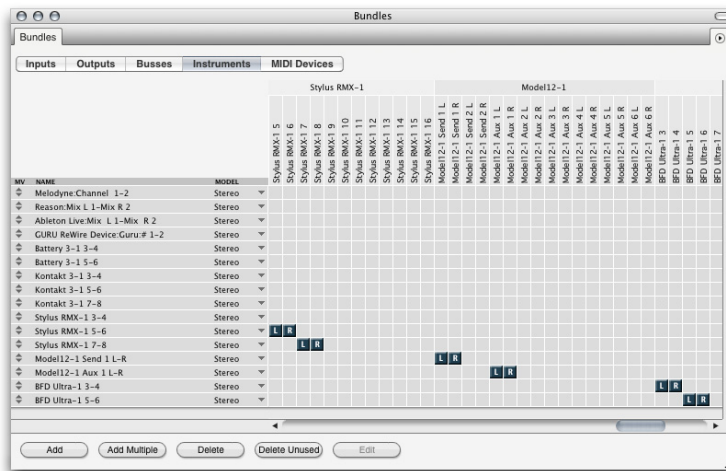 Bundles
Bundles
Inputs Outputs Busses Instruments MIDI Devices
Stylus RMX-1 Model12-1
Stylus RMX-1 5
Stylus RMX-1 6
Stylus RMX-1 7
Stylus RMX-1 8
Stylus RMX-1 9
Stylus RMX-1 10
Stylus RMX-1 11
Stylus RMX-1 12
Stylus RMX-1 13
Stylus RMX-1 14
Stylus RMX-1 15
Stylus RMX-1 16
Model12-1 Send 1 L
Model12-1 Send 1 R
Model12-1 Send 2 L
Model12-1 Send 2 R
Model12-1 Aux 1 L
Model12-1 Aux 1 R
Model12-1 Aux 2 L
Model12-1 Aux 2 R
Model12-1 Aux 3 L
Model12-1 Aux 3 R
Model12-1 Aux 4 L
Model12-1 Aux 4 R
Model12-1 Aux 5 L
Model12-1 Aux 5 R
Model12-1 Aux 6 L
Model12-1 Aux 6 R
BFD Ultra-1 3
BFD Ultra-1 4
BFD Ultra-1 5
BFD Ultra-1 6
BFD Ultra-1 7
MV NAME MODEL
Melodyne:Channel 1-2 Stereo
Reason:Mix L 1-Mix R 2 Stereo
Ableton Live:Mix L 1-Mix R 2 Stereo
GURU ReWire Device:Guru:# 1-2 Stereo
Battery 3-1 3-4 Stereo
Battery 3-1 5-6 Stereo
Kontakt 3-1 3-4 Stereo
Kontakt 3-1 5-6 Stereo
Kontakt 3-1 7-8 Stereo
Stylus RMX-1 3-4 Stereo
Stylus RMX-1 5-6 Stereo L R
Stylus RMX-1 7-8 Stereo L R
Model12-1 Send 1 L-R Stereo L R
Model12-1 Aux 1 L-R Stereo L R
BFD Ultra-1 3-4 Stereo L R
BFD Ultra-1 5-6 Stereo L R
Add Add Multiple Delete Delete Unused Edit